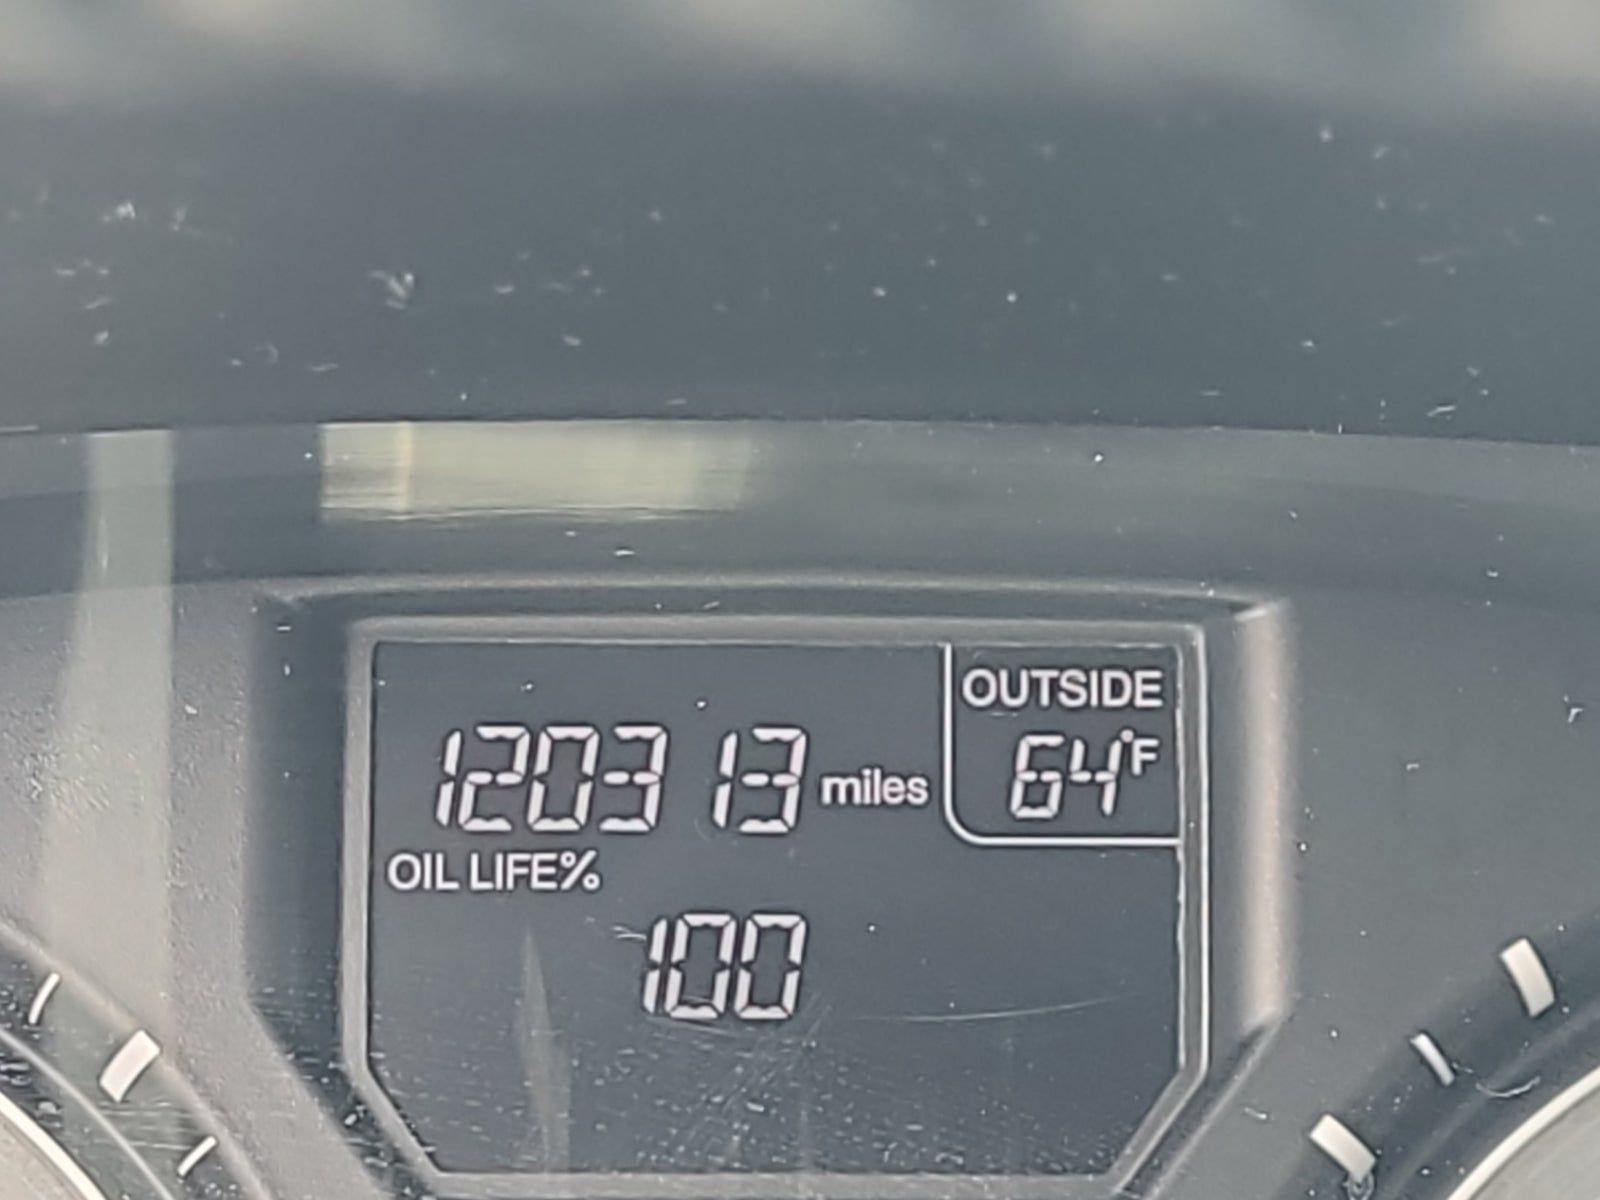 OUTSIDE
120313 miles 64°F
OIL LIFE%
100